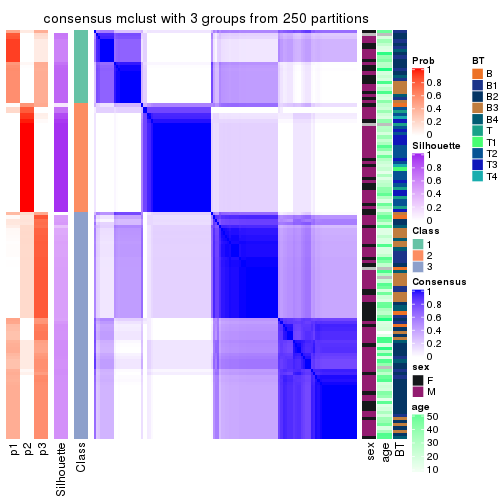 consensus mclust with 3 groups from 250 partitions
Prob
1
0.8
0.6
0.4
0.2
0
Silhouette
1
0.8
0.6
0.4
0.2
0
Class
1
2
3
Consensus
1
0.8
0.6
0.4
0.2
0
sex
F
M
age
50
40
30
20
10
BT
B
B1
B2
B3
B4
T
T1
T2
T3
T4
p1
p2
p3
Silhouette
Class
sex
age
BT